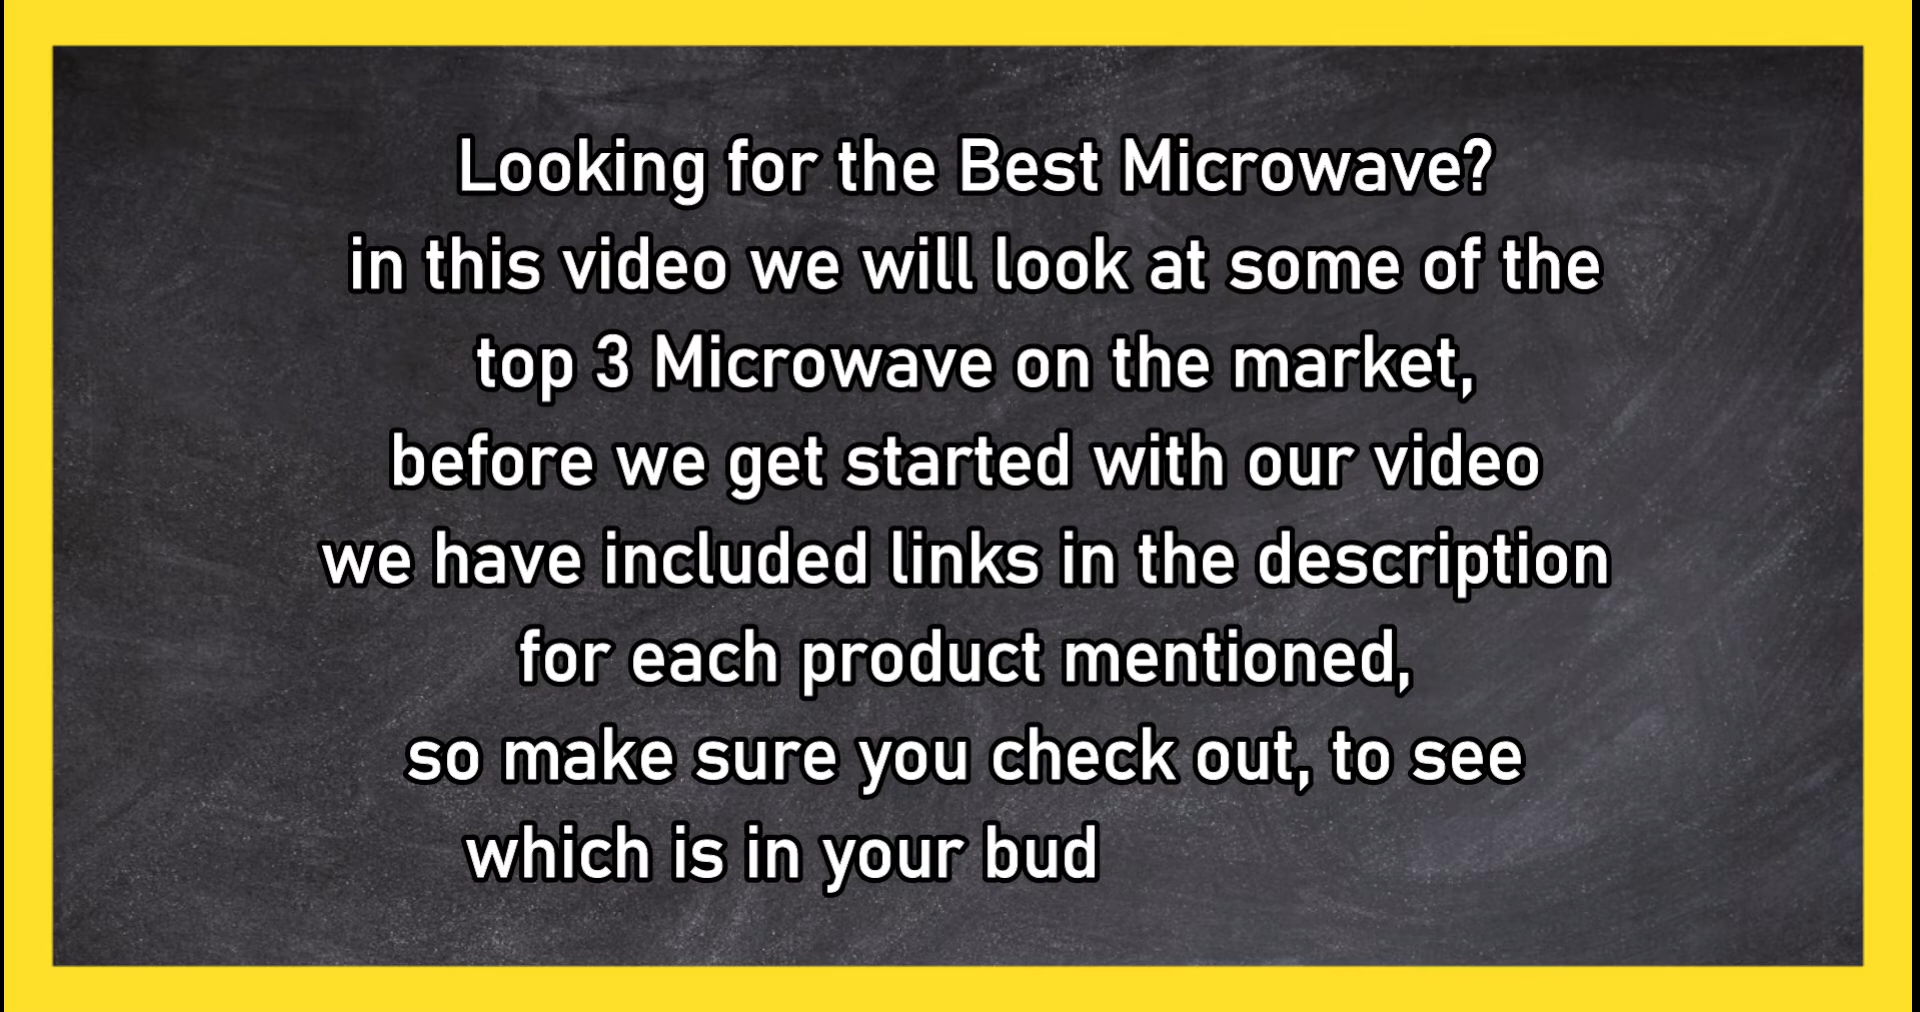 Looking for the Best Microwave?
in this video we will look at some of the
top 3 Microwave on the market,
before we get started with our video
we have included links in the description
for each product mentioned,
so make sure you check out, to see
which is in your bud